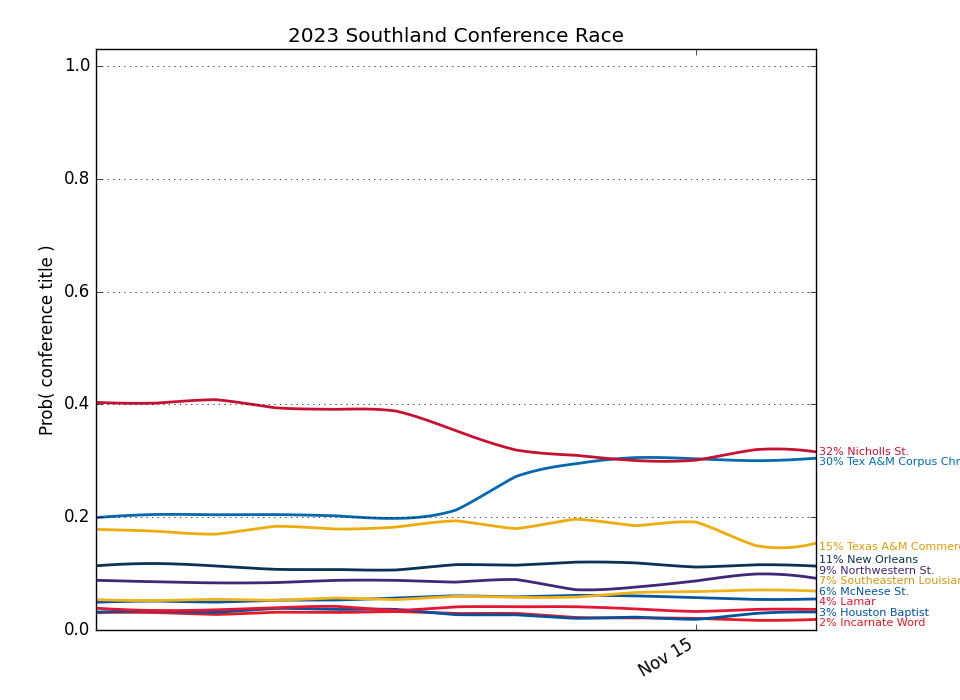 2023 Southland Conference Race
Prob( conference title )
1.0
0.8
0.6
0.4
0.2
0.0
Nov 15
32% Nicholls St.
30% Tex A&M Corpus Chr
15% Texas A&M Commerc
11% New Orleans
9% Northwestern St.
7% Southeastern Louisian
6% McNeese St.
4% Lamar
3% Houston Baptist
2% Incarnate Word